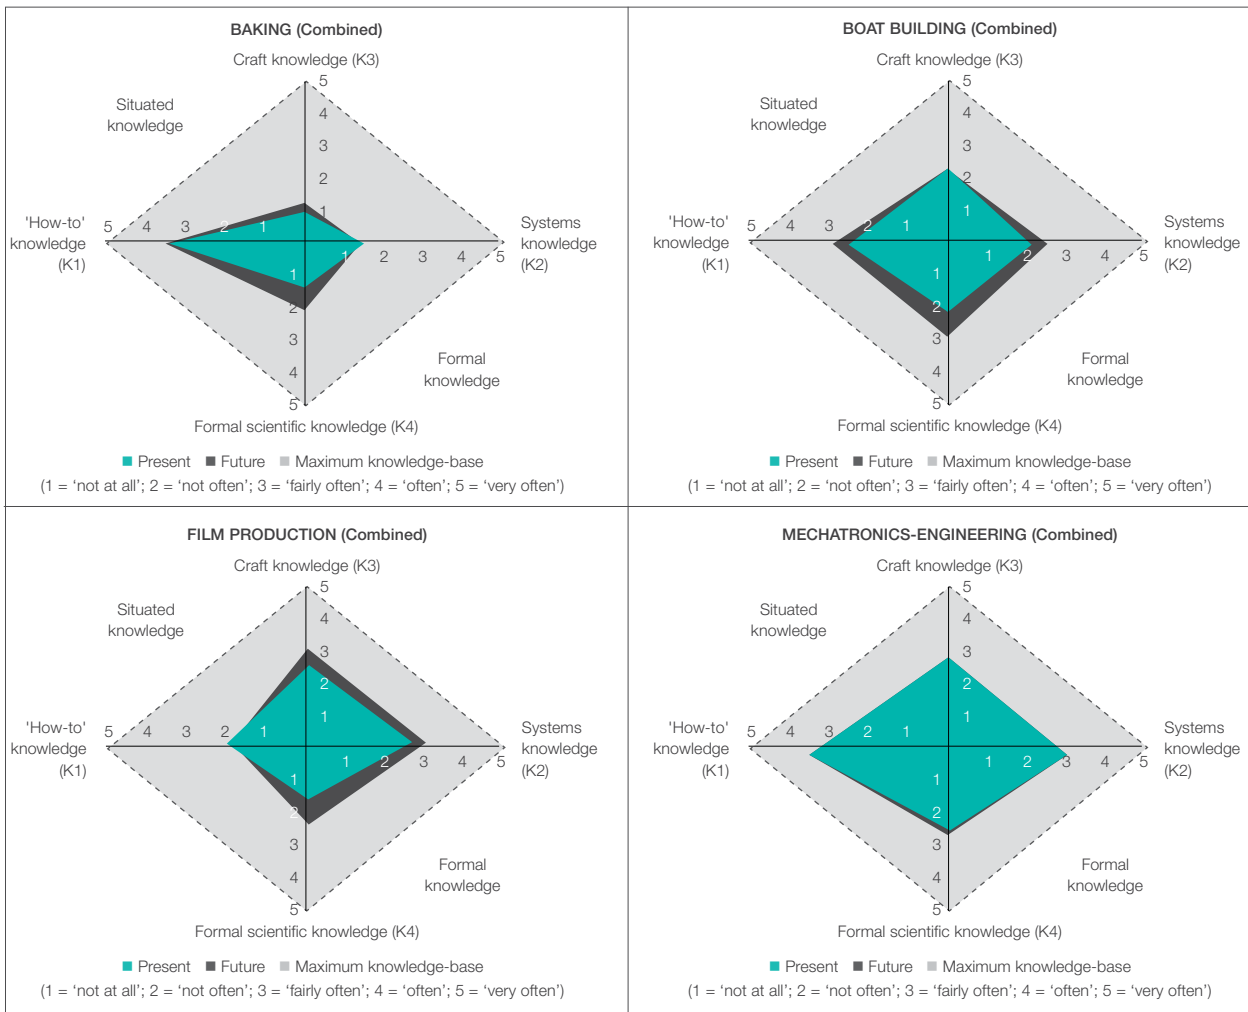 BAKING (Combined)
Craft knowledge (K3)
5
4
3
2
1
Situated
knowledge
'How-to'
knowledge
(K1)
5 4 3 2 1
1 2 3 4 5
Systems
knowledge
(K2)
1
2
3
4
5
Formal
knowledge
Formal scientific knowledge (K4)
Present Future Maximum knowledge-base
(1 = ‘not at all’; 2 = ‘not often’; 3 = ‘fairly often’; 4 = ‘often’; 5 = ‘very often’)
BOAT BUILDING (Combined)
Craft knowledge (K3)
5
4
3
2
1
Situated
knowledge
'How-to'
knowledge
(K1)
5 4 3 2 1
1 2 3 4 5
Systems
knowledge
(K2)
1
2
3
4
5
Formal
knowledge
Formal scientific knowledge (K4)
Present Future Maximum knowledge-base
(1 = ‘not at all’; 2 = ‘not often’; 3 = ‘fairly often’; 4 = ‘often’; 5 = ‘very often’)
FILM PRODUCTION (Combined)
Craft knowledge (K3)
5
4
3
2
1
Situated
knowledge
'How-to'
knowledge
(K1)
5 4 3 2 1
1 2 3 4 5
Systems
knowledge
(K2)
1
2
3
4
5
Formal
knowledge
Formal scientific knowledge (K4)
Present Future Maximum knowledge-base
(1 = ‘not at all’; 2 = ‘not often’; 3 = ‘fairly often’; 4 = ‘often’; 5 = ‘very often’)
MECHATRONICS-ENGINEERING (Combined)
Craft knowledge (K3)
5
4
3
2
1
Situated
knowledge
'How-to'
knowledge
(K1)
5 4 3 2 1
1 2 3 4 5
Systems
knowledge
(K2)
1
2
3
4
5
Formal
knowledge
Formal scientific knowledge (K4)
Present Future Maximum knowledge-base
(1 = ‘not at all’; 2 = ‘not often’; 3 = ‘fairly often’; 4 = ‘often’; 5 = ‘very often’)